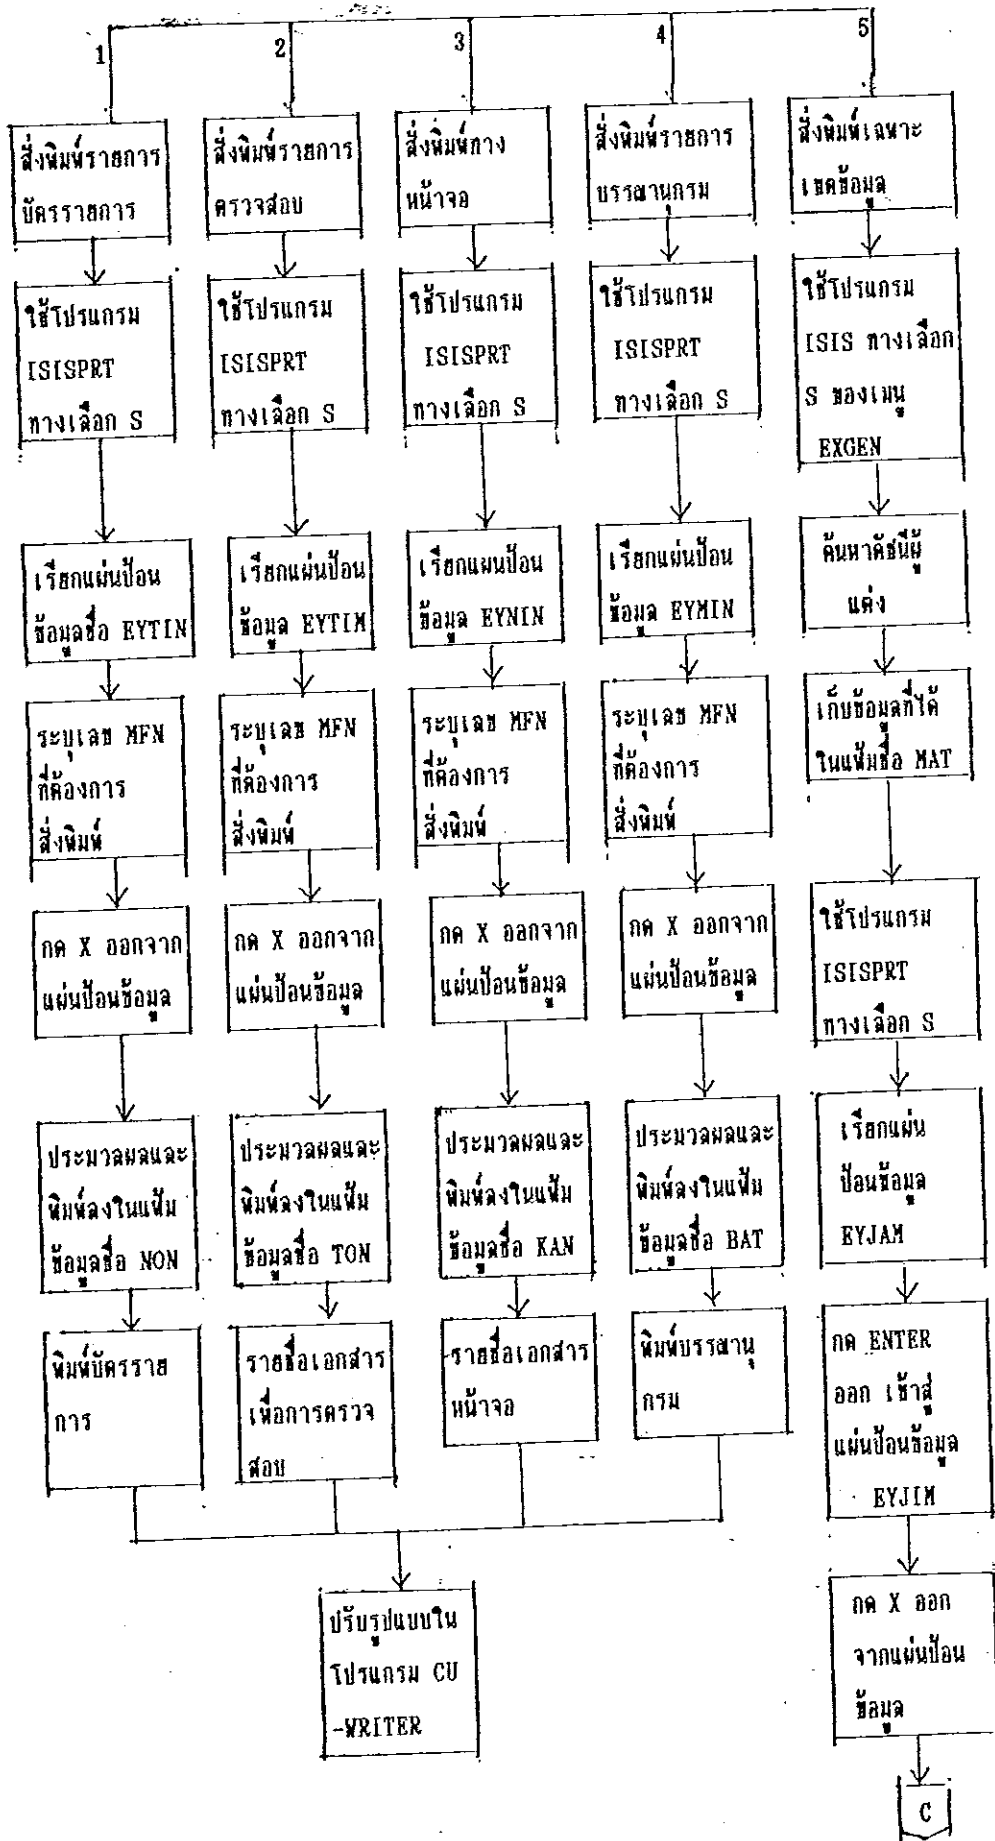 1
2
3
4
5
สั่งพิมพ์รายการ
บัตรรายการ
สั่งพิมพ์รายการ
ตรวจสอบ
สั่งพิมพ์ทาง
หน้าจอ
สั่งพิมพ์รายการ
บรรณานุกรม
สั่งพิมพ์เฉพาะ
เขตข้อมูล
ใช้โปรแกรม
ISISPRT
ทางเลือก S
ใช้โปรแกรม
ISISPRT
ทางเลือก S
ใช้โปรแกรม
ISISPRT
ทางเลือก S
ใช้โปรแกรม
ISISPRT
ทางเลือก S
ใช้โปรแกรม
ISIS ทางเลือก
S ของเมนู
EXGEN
เรียกแผ่นป้อน
ข้อมูลชื่อ EYTIN
เรียกแผ่นป้อน
ข้อมูล EYTIM
เรียกแผนป้อน
ข้อมูล EYNIN
เรียกแผ่นป้อน
ข้อมูล EYMIN
ค้นหาดัชนีผู้
แต่ง
ระบุเลข MFN
ที่ต้องการ
สั่งพิมพ์
ระบุเลข MFN
ที่ต้องการ
สั่งพิมพ์
ระบุเลข MFN
ที่ต้องการ
สั่งพิมพ์
ระบุเลข MFN
ที่ต้องการ
สั่งพิมพ์
เก็บข้อมูลที่ได้
ในแฟ้มชื่อ MAT
กด X ออกจาก
แผ่นป้อนข้อมูล
กด X ออกจาก
แผ่นป้อนข้อมูล
กด X ออกจาก
แผ่นป้อนข้อมูล
กด X ออกจาก
แผ่นป้อนข้อมูล
ใช้โปรแกรม
ISISPRT
ทางเลือก S
ประมวลผลและ
พิมพ์ลงในแฟ้ม
ข้อมูลชื่อ NON
ประมวลผลและ
พิมพ์ลงในแฟ้ม
ข้อมูลชื่อ TON
ประมวลผลและ
พิมพ์ลงในแฟ้ม
ข้อมูลชื่อ KAN
ประมวลผลและ
พิมพ์ลงในแฟ้ม
ข้อมูลชื่อ BAT
เรียกแผ่น
ป้อนข้อมูล
EYJAM
พิมพ์บัตรราย
การ
รายชื่อเอกสาร
เพื่อการตรวจ
สอบ
รายชื่อเอกสาร
หน้าจอ
พิมพ์บรรณานุ
กรม
กด ENTER
ออก เข้าสู่
แผ่นป้อนข้อมูล
EYJIM
ปรับรูปแบบใน
โปรแกรม CU
-WRITER
กด X ออก
จากแผ่นป้อน
ข้อมูล
C